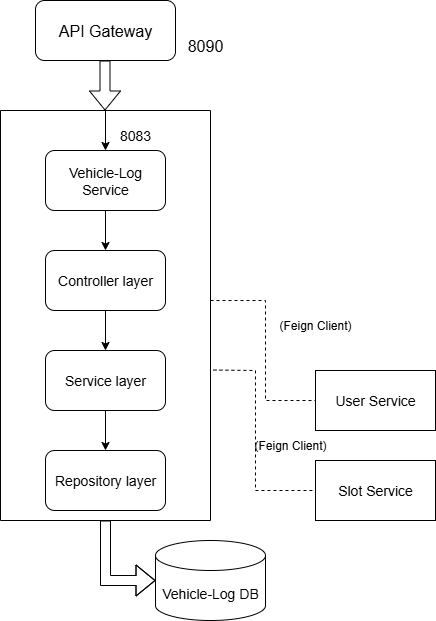 API Gateway
8090
8083
Vehicle-Log
Service
Controller layer
(Feign Client)
Service layer
User Service
(Feign Client)
Repository layer
Slot Service
Vehicle-Log DB